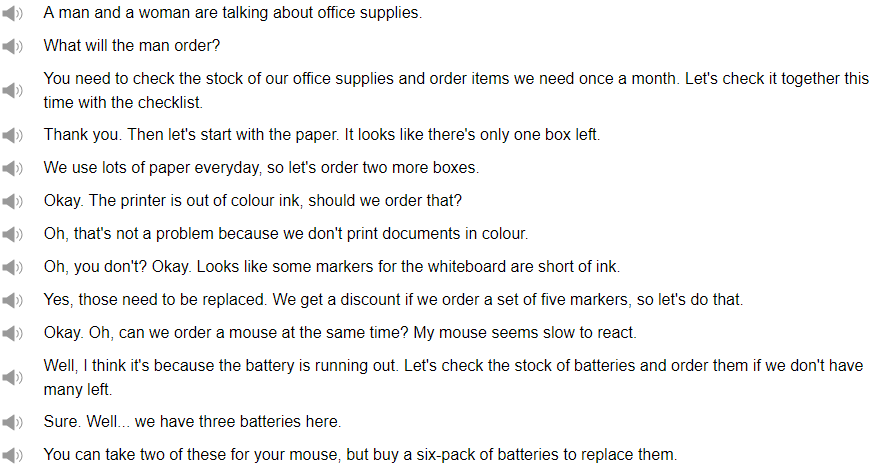 A man and a woman are talking about office supplies.
What will the man order?
You need to check the stock of our office supplies and order items we need once a month. Let's check it together this
time with the checklist.
Thank you. Then let's start with the paper. It looks like there's only one box left.
We use lots of paper everyday, so let's order two more boxes.
Okay. The printer is out of colour ink, should we order that?
Oh, that's not a problem because we don't print documents in colour.
Oh, you don't? Okay. Looks like some markers for the whiteboard are short of ink.
Yes, those need to be replaced. We get a discount if we order a set of five markers, so let's do that.
Okay. Oh, can we order a mouse at the same time? My mouse seems slow to react.
Well, I think it's because the battery is running out. Let's check the stock of batteries and order them if we don't have
many left.
Sure. Well... we have three batteries here.
You can take two of these for your mouse, but buy a six-pack of batteries to replace them.